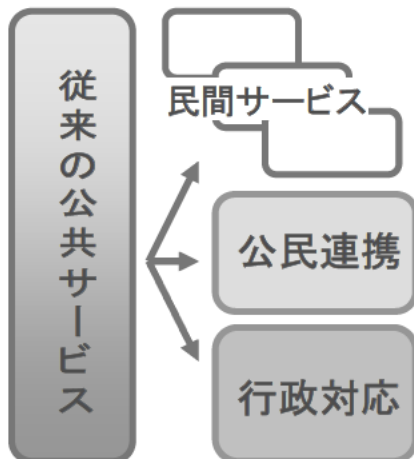 従来の公共サービス
民間サービス
公民連携
行政対応